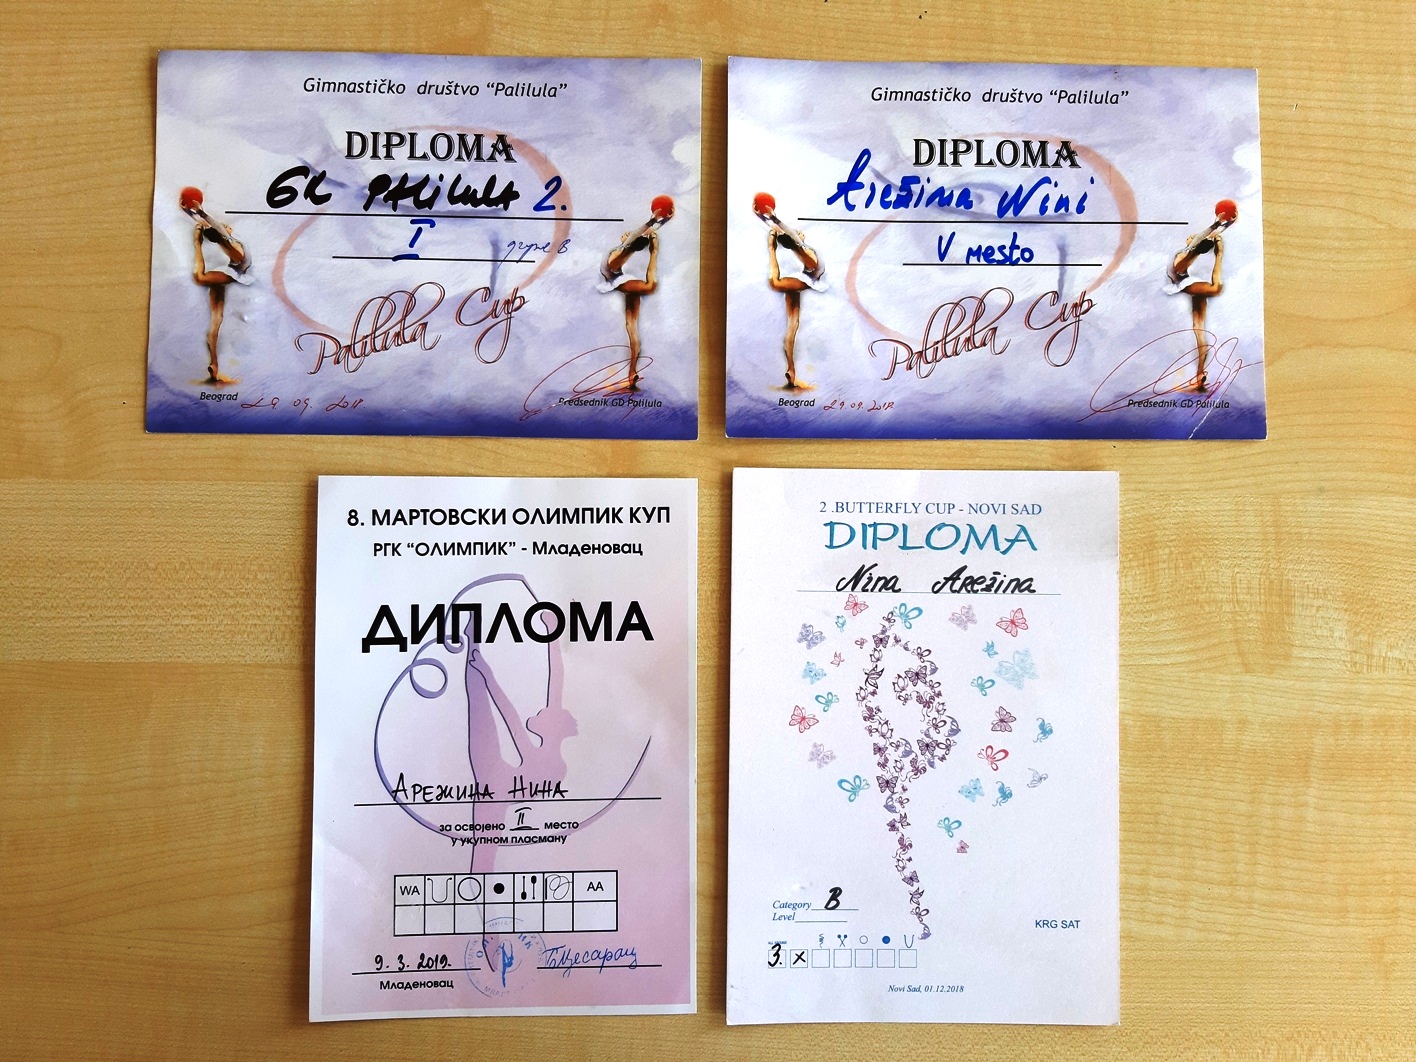 Gimnastičko društvo "Palilula"
DIPLOMA
GK PALILULA 2.
I
Palilula Cup
Beograd 29. 09. 2018
Predsednik GD Palilula
Gimnastičko društvo "Palilula"
DIPLOMA
Arežina Nini
V mesto
Palilula Cup
Beograd 29.09.2018
Predsednik GD Palilula
8. МАРТОВСКИ ОЛИМПИК КУП
РГК "ОЛИМПИК" - Младеновац
ДИПЛОМА
АРЕЖИНА НИНА
за освојено II место
у укупном пласману
WA AA
9. 3. 2019.
Младеновац
2 .BUTTERFLY CUP - NOVI SAD
DIPLOMA
Nina Arežina
Category B
Level
KRG SAT
3. x
Novi Sad, 01.12.2018